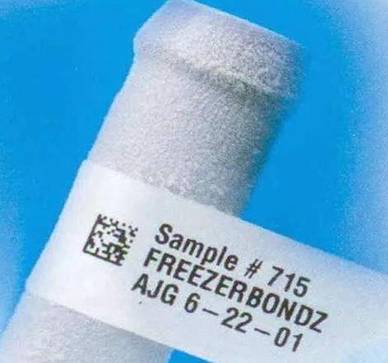 Sample # 715
FREEZERBONDZ
AJG 6-22-01